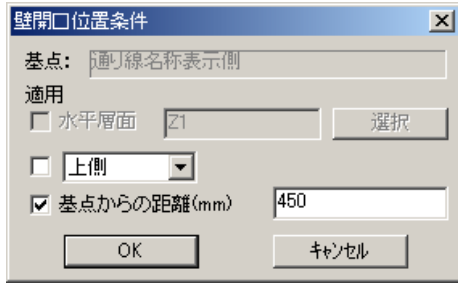 壁開口位置条件
基点: 通り線名称表示側
適用
水平層面 Z1 選択
上側
基点からの距離(mm) 450
OK キャンセル